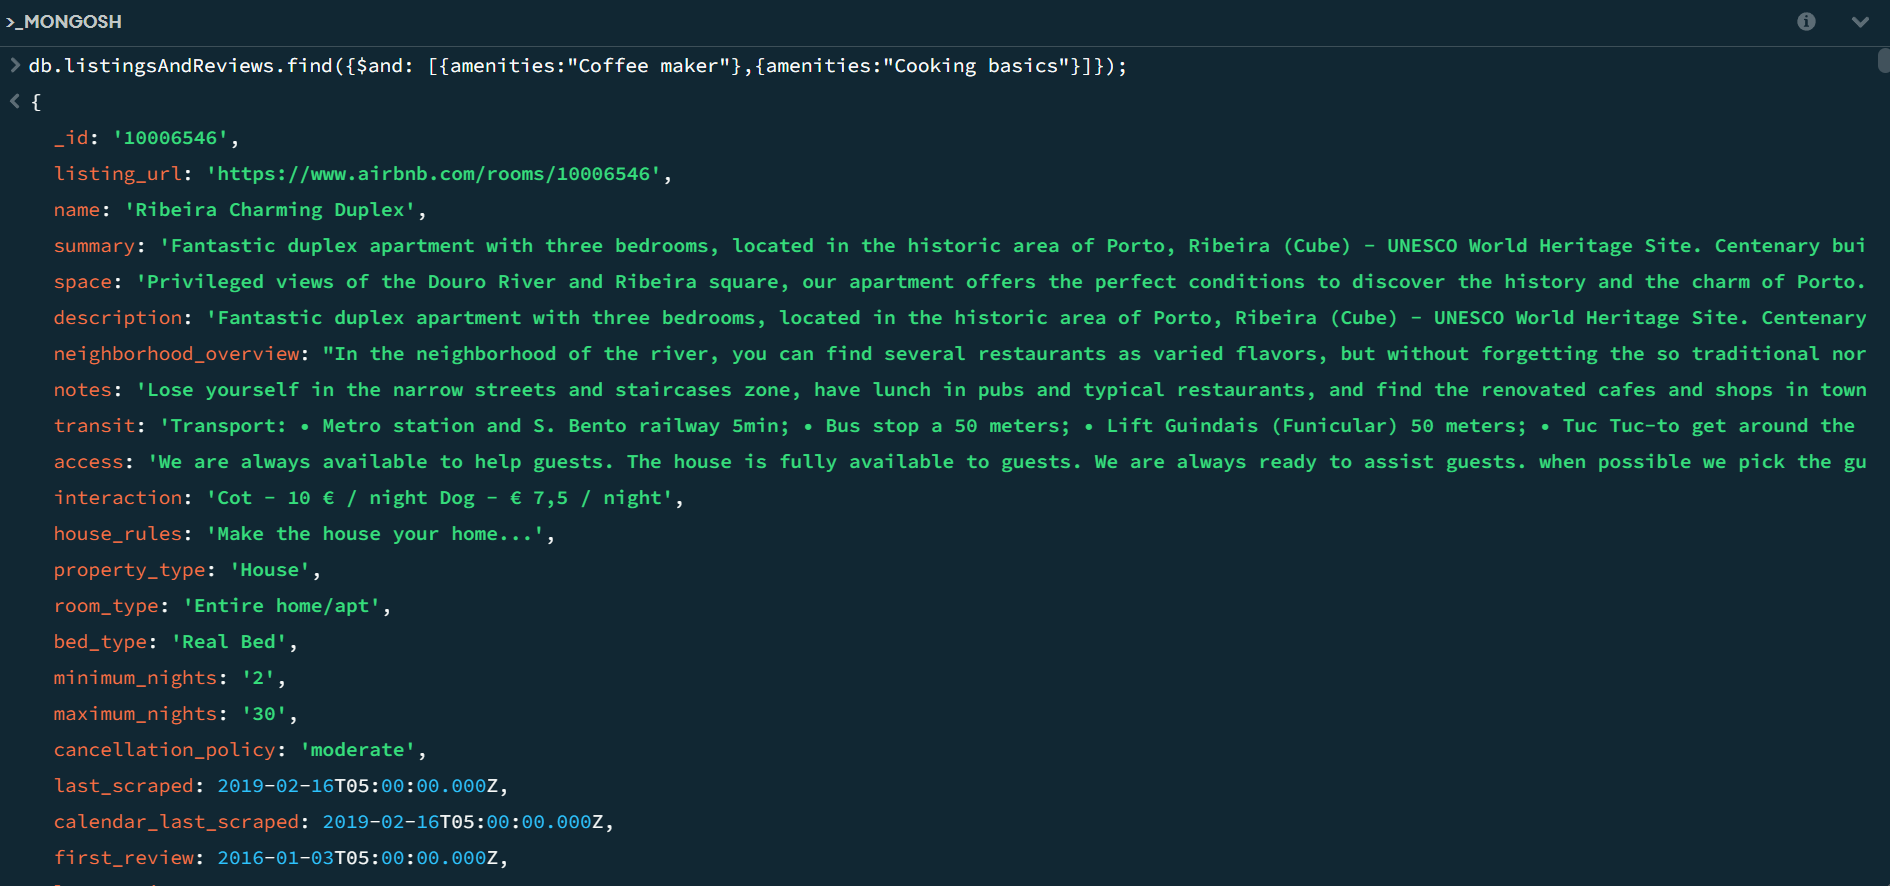 >_MONGOSH
> db.listingsAndReviews.find({$and: [{amenities:"Coffee maker"},{amenities:"Cooking basics"}]});
< {
_id: '10006546',
listing_url: 'https://www.airbnb.com/rooms/10006546',
name: 'Ribeira Charming Duplex',
summary: 'Fantastic duplex apartment with three bedrooms, located in the historic area of Porto, Ribeira (Cube) - UNESCO World Heritage Site. Centenary bui
space: 'Privileged views of the Douro River and Ribeira square, our apartment offers the perfect conditions to discover the history and the charm of Porto.
description: 'Fantastic duplex apartment with three bedrooms, located in the historic area of Porto, Ribeira (Cube) - UNESCO World Heritage Site. Centenary
neighborhood_overview: "In the neighborhood of the river, you can find several restaurants as varied flavors, but without forgetting the so traditional nor
notes: 'Lose yourself in the narrow streets and staircases zone, have lunch in pubs and typical restaurants, and find the renovated cafes and shops in town
transit: 'Transport: • Metro station and S. Bento railway 5min; • Bus stop a 50 meters; • Lift Guindais (Funicular) 50 meters; • Tuc Tuc-to get around the
access: 'We are always available to help guests. The house is fully available to guests. We are always ready to assist guests. when possible we pick the gu
interaction: 'Cot - 10 € / night Dog - € 7,5 / night',
house_rules: 'Make the house your home...',
property_type: 'House',
room_type: 'Entire home/apt',
bed_type: 'Real Bed',
minimum_nights: '2',
maximum_nights: '30',
cancellation_policy: 'moderate',
last_scraped: 2019-02-16T05:00:00.000Z,
calendar_last_scraped: 2019-02-16T05:00:00.000Z,
first_review: 2016-01-03T05:00:00.000Z,